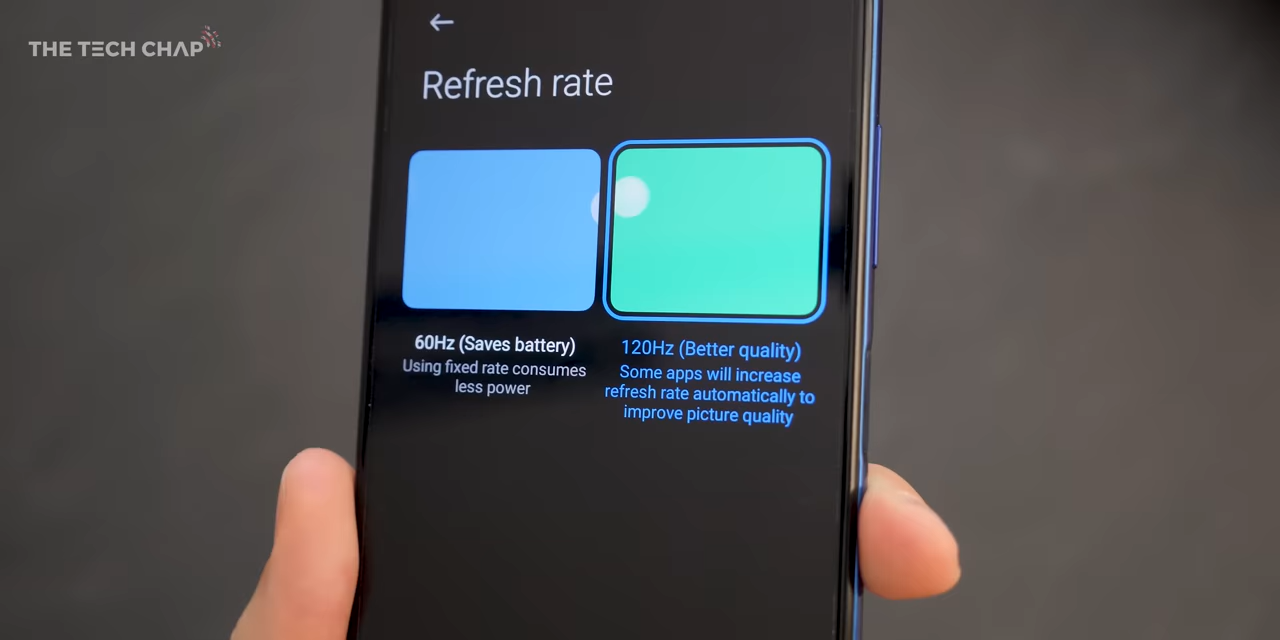 THE TECH CHAP
Refresh rate
60Hz (Saves battery)
Using fixed rate consumes
less power
120Hz (Better quality)
Some apps will increase
refresh rate automatically to
improve picture quality